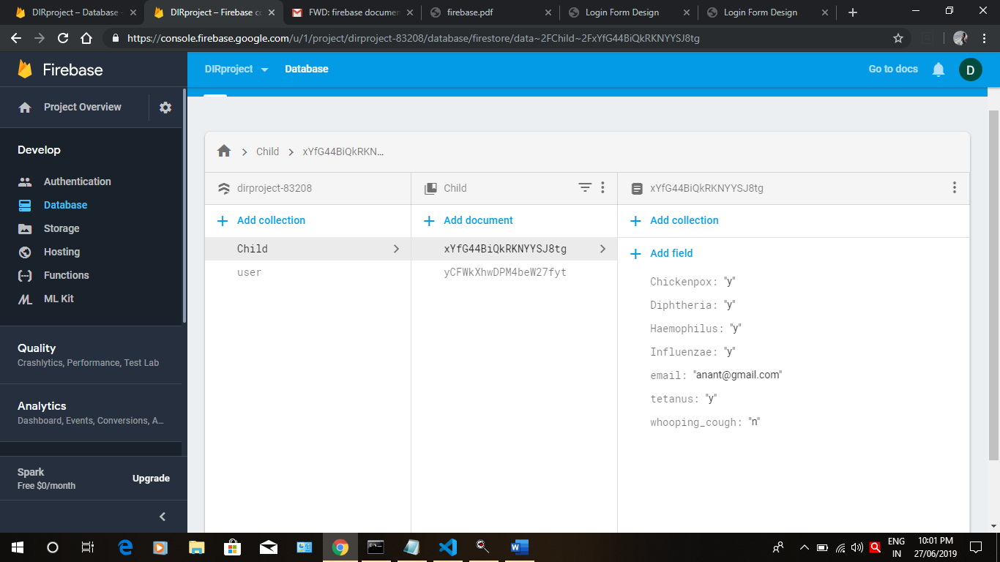 DIRproject – Database -
DIRproject – Firebase co
FWD: firebase documen
firebase.pdf
Login Form Design
Login Form Design
https://console.firebase.google.com/u/1/project/dirproject-83208/database/firestore/data~2FChild~2FxYfG44BiQkRKNYYSJ8tg
Firebase
DIRproject
Database
Go to docs
D
Project Overview
Develop
Authentication
Database
Storage
Hosting
Functions
ML Kit
Quality
Crashlytics, Performance, Test Lab
Analytics
Dashboard, Events, Conversions, A...
Spark
Free $0/month
Upgrade
Child
xYfG44BiQkRKN...
dirproject-83208
Add collection
Child
user
Child
Add document
xYfG44BiQkRKNYYSJ8tg
yCFWkXhwDPM4beW27fyt
xYfG44BiQkRKNYYSJ8tg
Add collection
Add field
Chickenpox: "y"
Diphtheria: "y"
Haemophilus: "y"
Influenzae: "y"
email: "anant@gmail.com"
tetanus: "y"
whooping_cough: "n"
ENG
IN
10:01 PM
27/06/2019